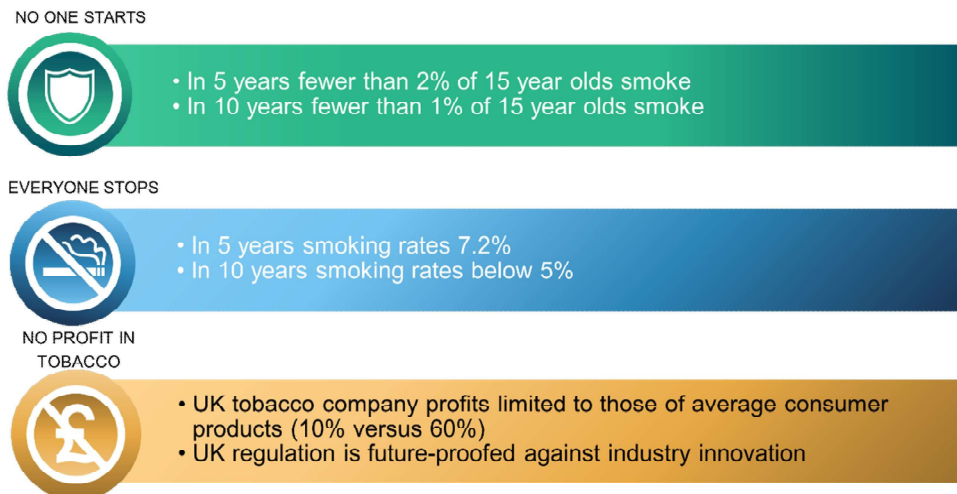 NO ONE STARTS
• In 5 years fewer than 2% of 15 year olds smoke
• In 10 years fewer than 1% of 15 year olds smoke
EVERYONE STOPS
• In 5 years smoking rates 7.2%
• In 10 years smoking rates below 5%
NO PROFIT IN
TOBACCO
£
• UK tobacco company profits limited to those of average consumer
products (10% versus 60%)
• UK regulation is future-proofed against industry innovation